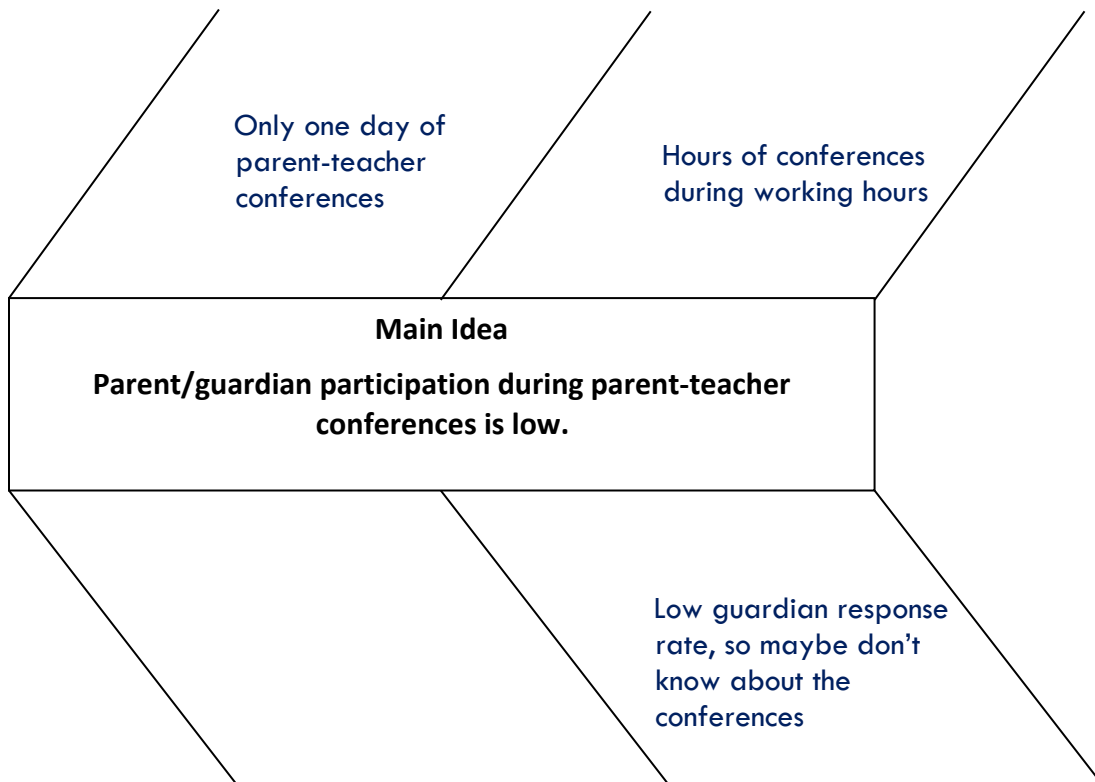 Only one day of
parent-teacher
conferences
Hours of conferences
during working hours
Main Idea
Parent/guardian participation during parent-teacher
conferences is low.
Low guardian response
rate, so maybe don’t
know about the
conferences